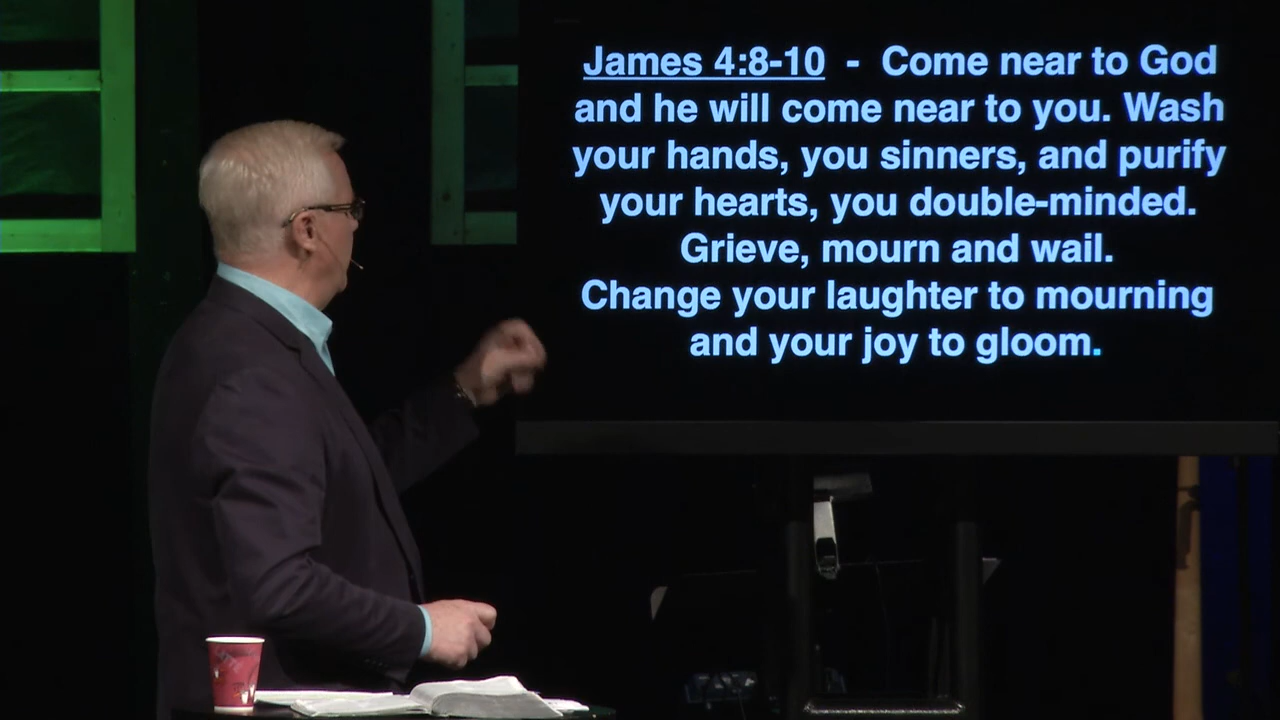 James 4:8-10 - Come near to God
and he will come near to you. Wash
your hands, you sinners, and purify
your hearts, you double-minded.
Grieve, mourn and wail.
Change your laughter to mourning
and your joy to gloom.